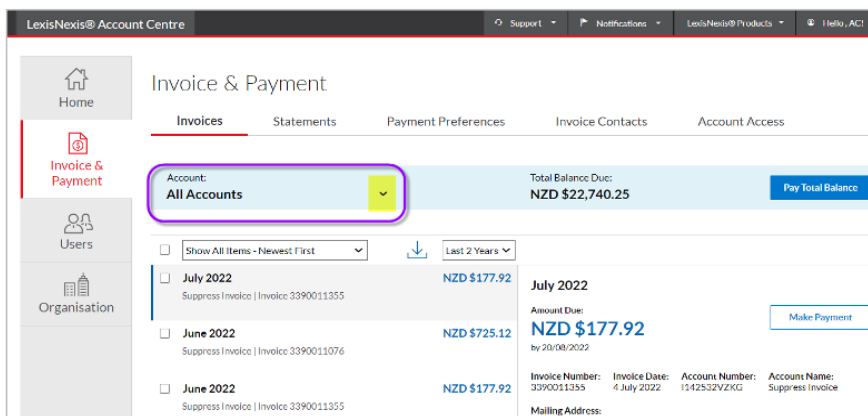 LexisNexis® Account Centre
Support
Notifications
LexisNexis® Products
Hello, AC!
Home
Invoice &
Payment
Users
Organisation
Invoice & Payment
Invoices
Statements
Payment Preferences
Invoice Contacts
Account Access
Account:
All Accounts
Total Balance Due:
NZD $22,740.25
Pay Total Balance
Show All Items - Newest First
Last 2 Years
July 2022
NZD $177.92
Suppress Invoice | Invoice 3390011355
June 2022
NZD $725.12
Suppress Invoice | Invoice 3390011076
June 2022
NZD $177.92
Suppress Invoice | Invoice 3390011355
July 2022
Amount Due:
NZD $177.92
by 20/08/2022
Make Payment
Invoice Number:
3390011355
Invoice Date:
4 July 2022
Account Number:
I142532VZKG
Account Name:
Suppress Invoice
Mailing Address: